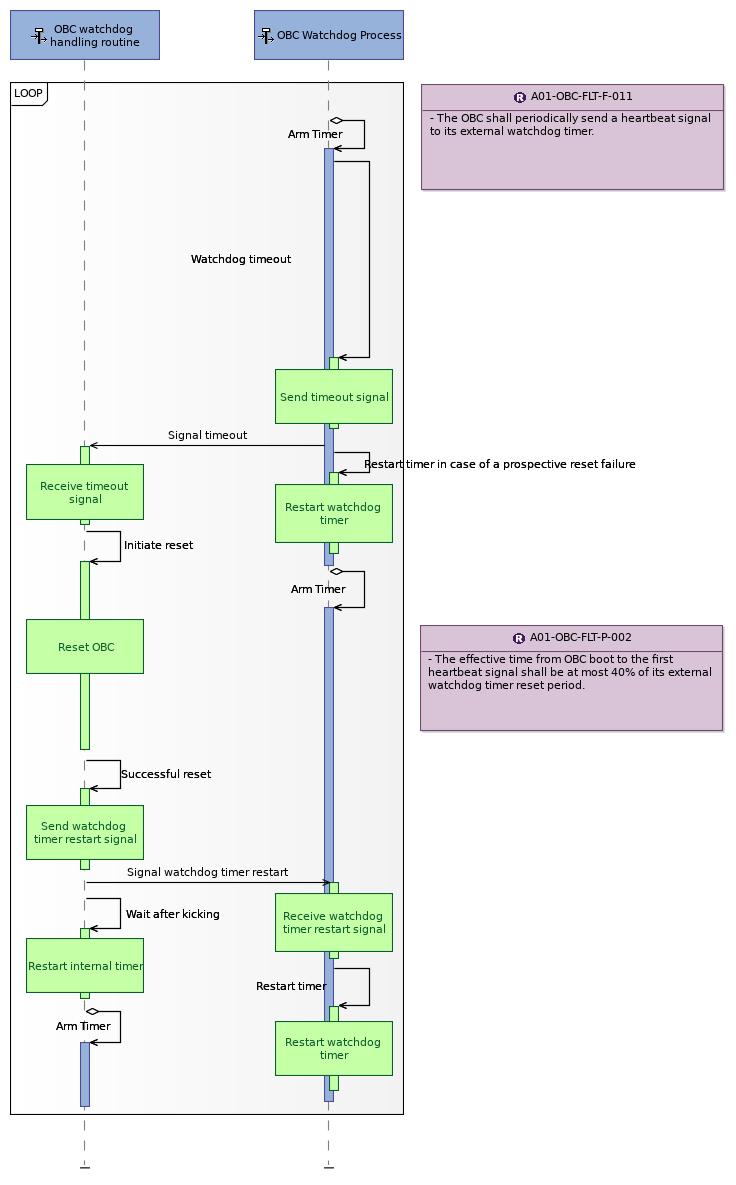 OBC watchdog
handling routine
OBC Watchdog Process
LOOP
R A01-OBC-FLT-F-011
- The OBC shall periodically send a heartbeat signal
to its external watchdog timer.
Arm Timer
Watchdog timeout
Send timeout signal
Signal timeout
Restart timer in case of a prospective reset failure
Receive timeout
signal
Restart watchdog
timer
Initiate reset
Arm Timer
R A01-OBC-FLT-P-002
- The effective time from OBC boot to the first
heartbeat signal shall be at most 40% of its external
watchdog timer reset period.
Reset OBC
Successful reset
Send watchdog
timer restart signal
Signal watchdog timer restart
Wait after kicking
Receive watchdog
timer restart signal
Restart internal timer
Restart timer
Arm Timer
Restart watchdog
timer